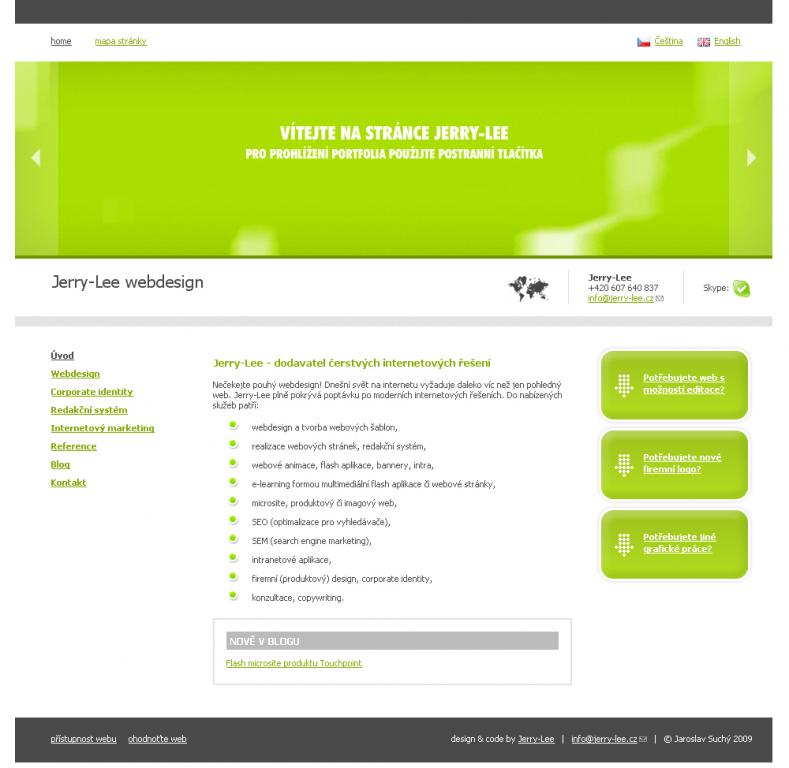 home
mapa stránky
Čeština
English
VÍTEJTE NA STRÁNCE JERRY-LEE
PRO PROHLÍŽENÍ PORTFOLIA POUŽIJTE POSTRANNÍ TLAČÍTKA
Jerry-Lee webdesign
Jerry-Lee
+420 607 640 837
info@jerry-lee.cz
Skype:
Úvod
Webdesign
Corporate identity
Redakční systém
Internetový marketing
Reference
Blog
Kontakt
Jerry-Lee - dodavatel čerstvých internetových řešení
Nečekejte pouhý webdesign! Dnešní svět na internetu vyžaduje daleko víc než jen pohledný
web. Jerry-Lee plně pokrývá poptávku po moderních internetových řešeních. Do nabízených
služeb patří:
webdesign a tvorba webových šablon,
realizace webových stránek, redakční systém,
webové animace, flash aplikace, bannery, intra,
e-learning formou multimediální flash aplikace či webové stránky,
microsite, produktový či imagový web,
SEO (optimalizace pro vyhledávače),
SEM (search engine marketing),
intranetové aplikace,
firemní (produktový) design, corporate identity,
konzultace, copywriting.
NOVĚ V BLOGU
Flash microsite produktu Touchpoint
Potřebujete web s
možností editace?
Potřebujete nové
firemní logo?
Potřebujete jiné
grafické práce?
přístupnost webu
ohodnoťte web
design & code by Jerry-Lee | info@jerry-lee.cz | © Jaroslav Suchý 2009